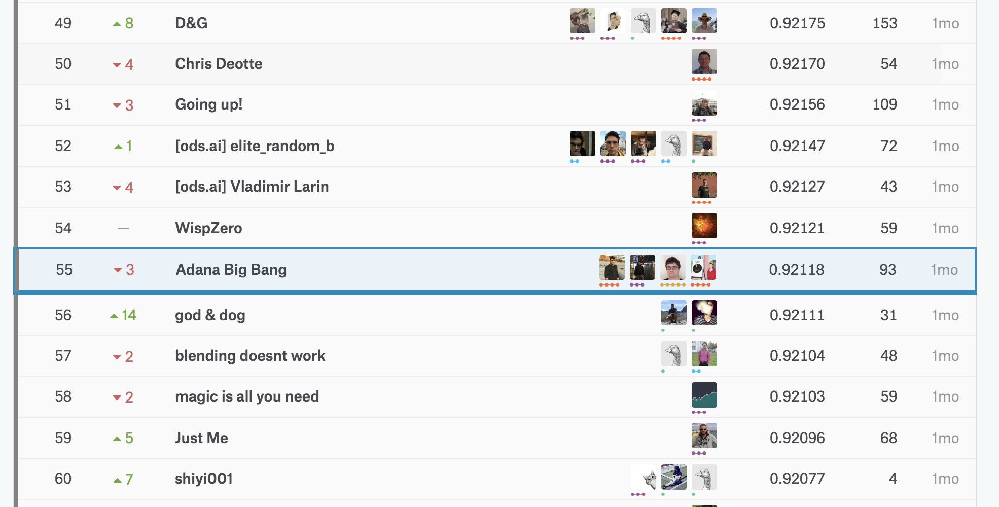 49 8 D&G 0.92175 153 1mo
50 4 Chris Deotte 0.92170 54 1mo
51 3 Going up! 0.92156 109 1mo
52 1 [ods.ai] elite_random_b 0.92147 72 1mo
53 4 [ods.ai] Vladimir Larin 0.92127 43 1mo
54 — WispZero 0.92121 59 1mo
55 3 Adana Big Bang 0.92118 93 1mo
56 14 god & dog 0.92111 31 1mo
57 2 blending doesnt work 0.92104 48 1mo
58 2 magic is all you need 0.92103 59 1mo
59 5 Just Me 0.92096 68 1mo
60 7 shiyi001 0.92077 4 1mo